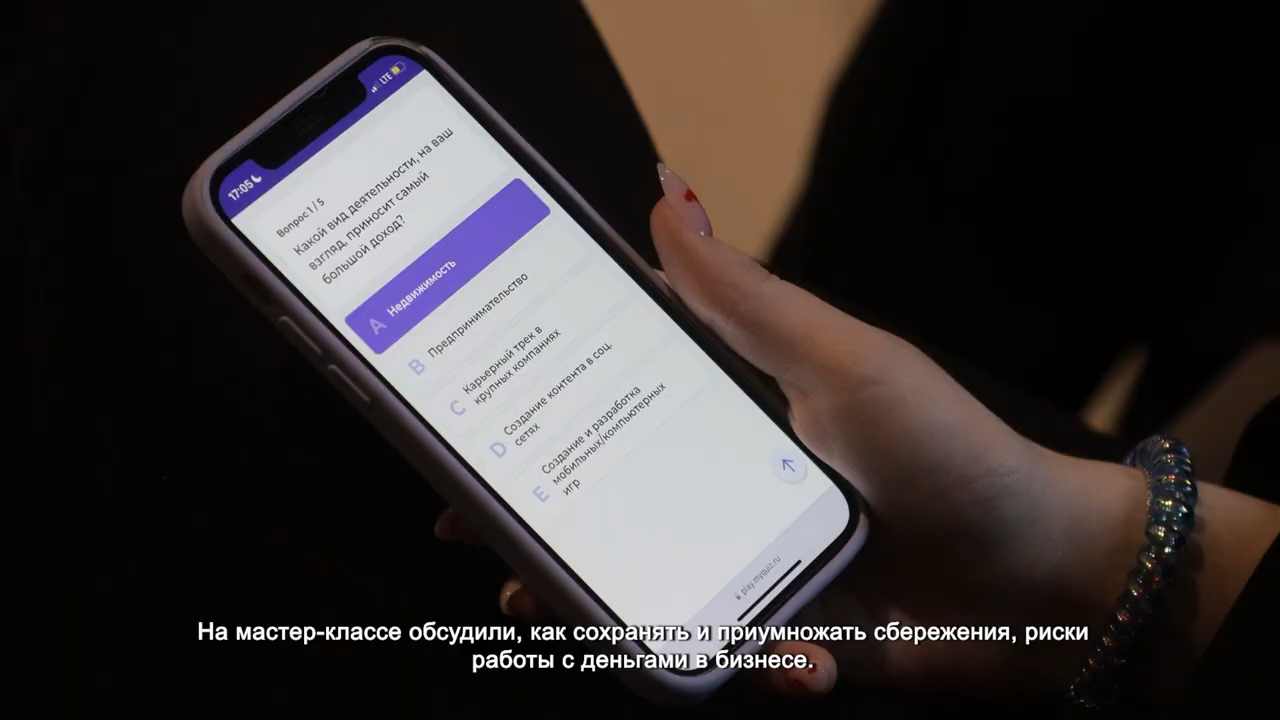 17:05
LTE
Вопрос 1 / 5
Какой вид деятельности, на ваш
взгляд, приносит самый
большой доход?
A Недвижимость
B Предпринимательство
C Карьерный трек в
крупных компаниях
D Создание контента в соц.
сетях
E Создание и разработка
мобильных/компьютерных
игр
play.myquiz.ru
На мастер-классе обсудили, как сохранять и приумножать сбережения, риски
работы с деньгами в бизнесе.